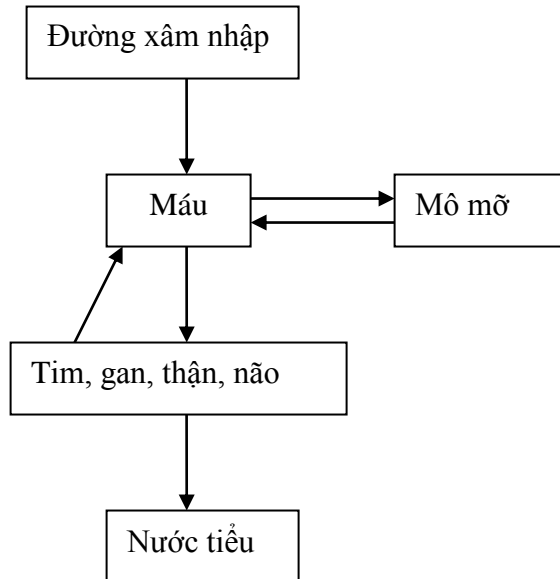 Đường xâm nhập
Máu
Mô mỡ
Tim, gan, thận, não
Nước tiểu